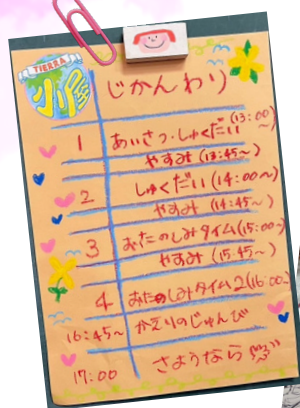 TIERRA
小屋
じかんわり
1 あいさつ・しゅくだい(13:00~)
やすみ(13:45~)
2 しゅくだい(14:00~)
やすみ(14:45~)
3 おたのしみタイム(15:00~)
やすみ(15:45~)
4 おたのしみタイム2(16:00~)
16:45~ かえりのじゅんび
17:00 さようなら